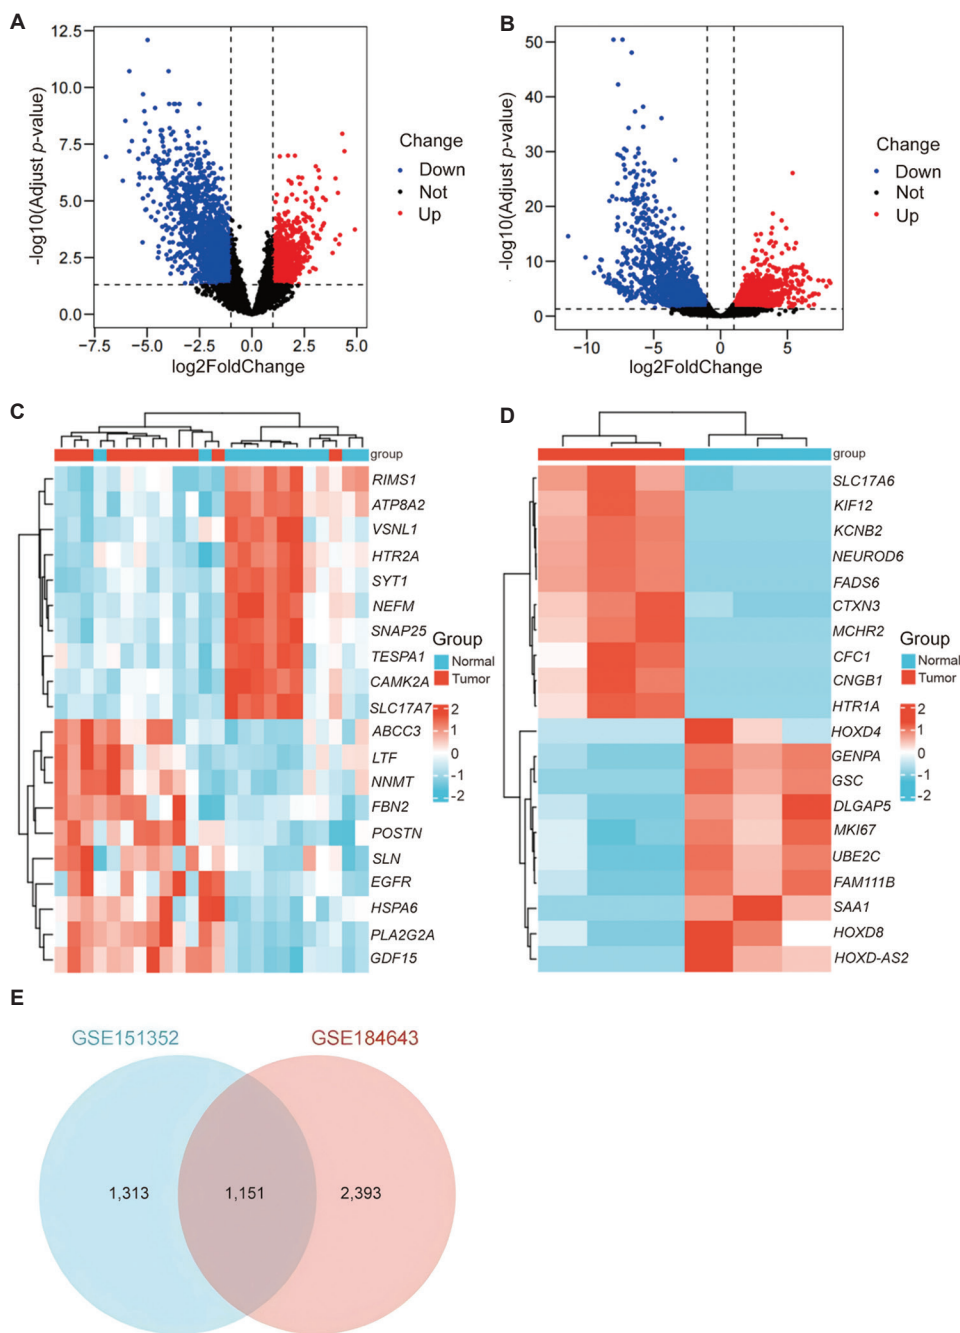 A
-log10(Adjust p-value)
12.5
10.0
7.5
5.0
2.5
0.0
−7.5 −5.0 −2.5 0.0 2.5 5.0
log2FoldChange
Change
Down
Not
Up
B
-log10(Adjust p-value)
50
40
30
20
10
0
−10 −5 0 5
log2FoldChange
Change
Down
Not
Up
C
group
RIMS1
ATP8A2
VSNL1
HTR2A
SYT1
NEFM
SNAP25
TESPA1
CAMK2A
SLC17A7
ABCC3
LTF
NNMT
FBN2
POSTN
SLN
EGFR
HSPA6
PLA2G2A
GDF15
Group
Normal
Tumor
2
1
0
-1
-2
D
group
SLC17A6
KIF12
KCNB2
NEUROD6
FADS6
CTXN3
MCHR2
CFC1
CNGB1
HTR1A
HOXD4
GENPA
GSC
DLGAP5
MKI67
UBE2C
FAM111B
SAA1
HOXD8
HOXD-AS2
Group
Normal
Tumor
2
1
0
-1
-2
E
GSE151352 GSE184643
1,313 1,151 2,393